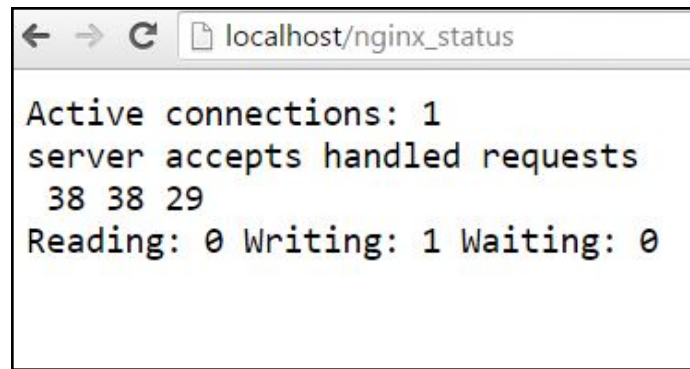 localhost/nginx_status
Active connections: 1
server accepts handled requests
 38 38 29
Reading: 0 Writing: 1 Waiting: 0